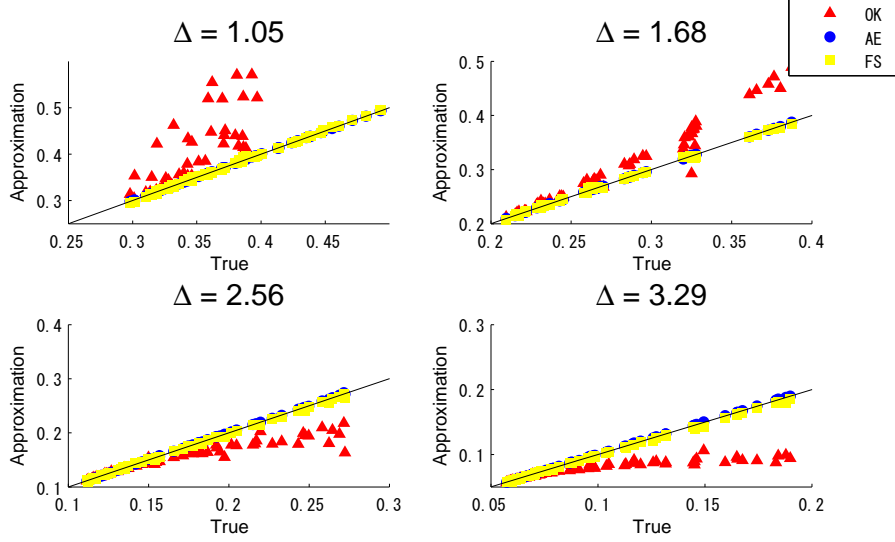 Δ = 1.05
Δ = 1.68
OK
AE
FS
Approximation
0.5
0.4
0.3
0.25
0.3
0.35
0.4
0.45
True
Approximation
0.5
0.4
0.3
0.2
0.2
0.25
0.3
0.35
0.4
True
Δ = 2.56
Δ = 3.29
Approximation
0.4
0.3
0.2
0.1
0.1
0.15
0.2
0.25
0.3
True
Approximation
0.3
0.2
0.1
0.05
0.1
0.15
0.2
True